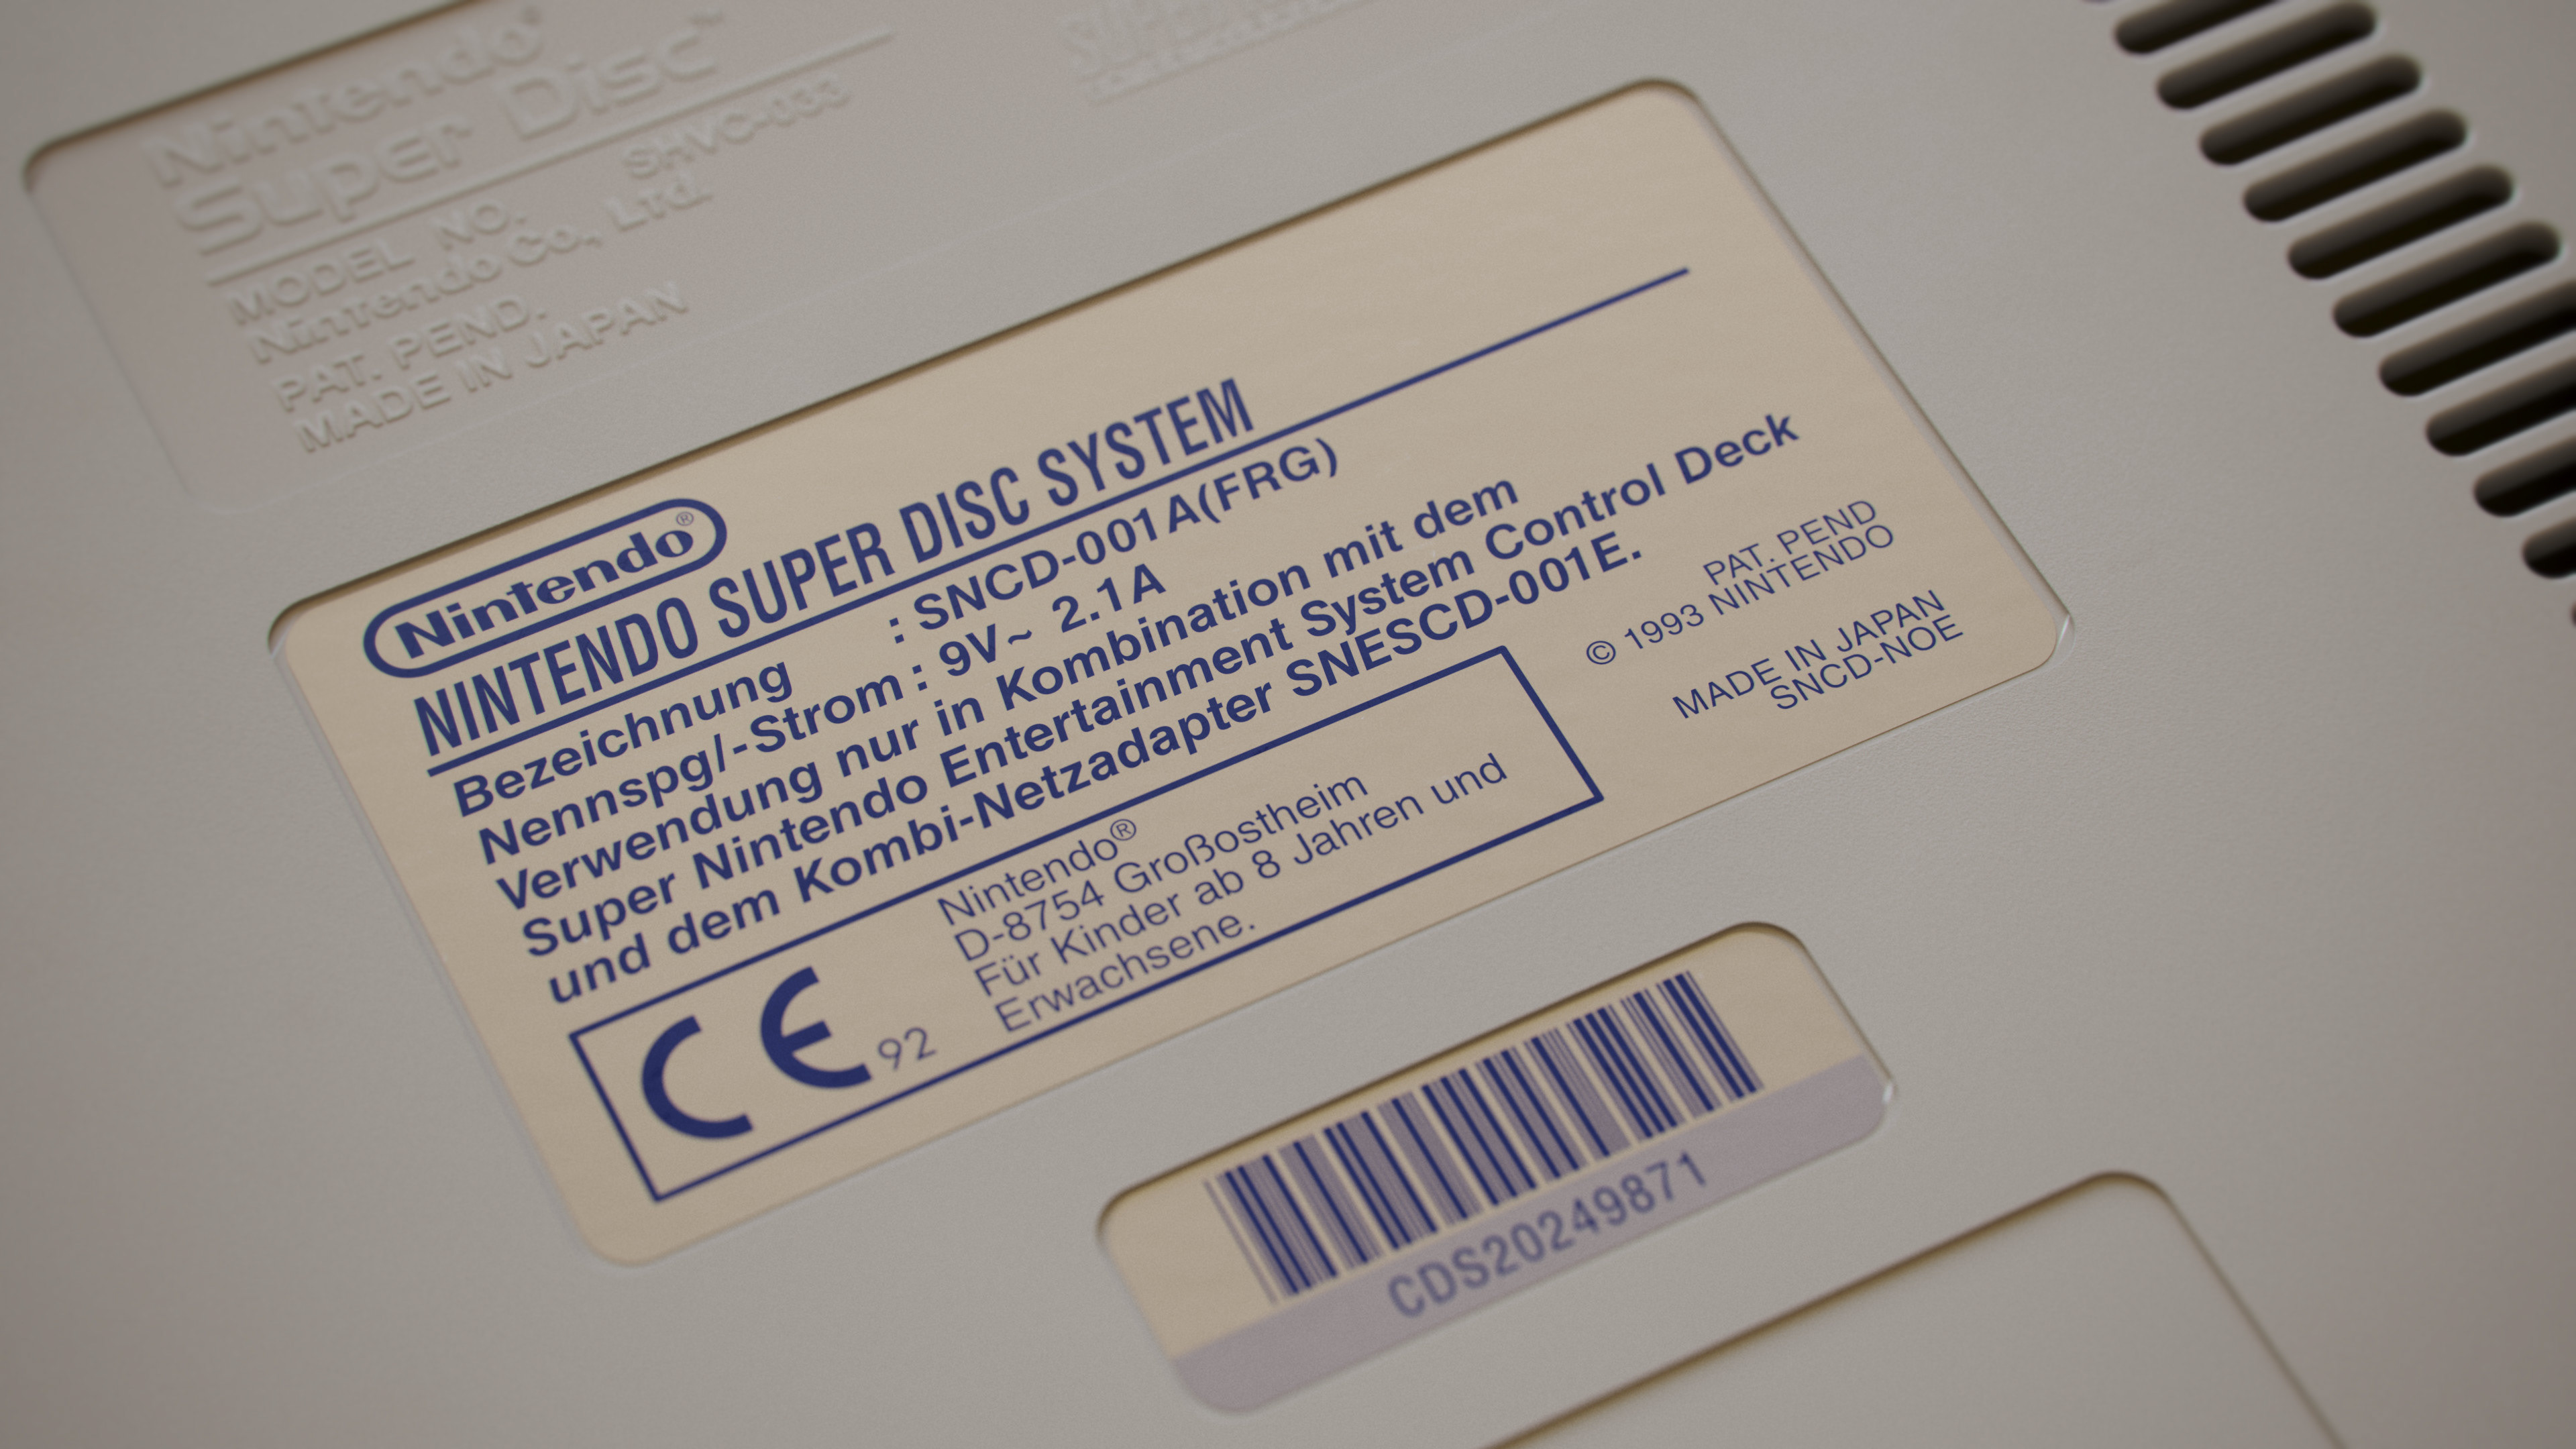 Nintendo®
Super Disc™
MODEL NO. SHVC-033
Nintendo Co., Ltd.
PAT. PEND.
MADE IN JAPAN
Nintendo®
NINTENDO SUPER DISC SYSTEM
Bezeichnung : SNCD-001A(FRG)
Nennspg/-Strom : 9V~ 2.1A
Verwendung nur in Kombination mit dem
Super Nintendo Entertainment System Control Deck
und dem Kombi-Netzadapter SNESCD-001E.
PAT. PEND
© 1993 NINTENDO
MADE IN JAPAN
SNCD-NOE
CE 92
Nintendo®
D-8754 Großostheim
Für Kinder ab 8 Jahren und
Erwachsene.
CDS20249871